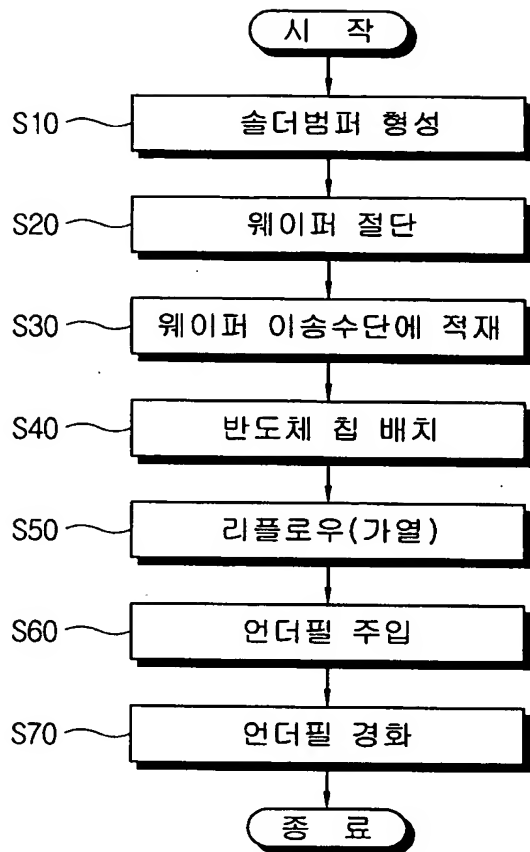 시 작
S10 솔더범퍼 형성
S20 웨이퍼 절단
S30 웨이퍼 이송수단에 적재
S40 반도체 칩 배치
S50 리플로우(가열)
S60 언더필 주입
S70 언더필 경화
종 료